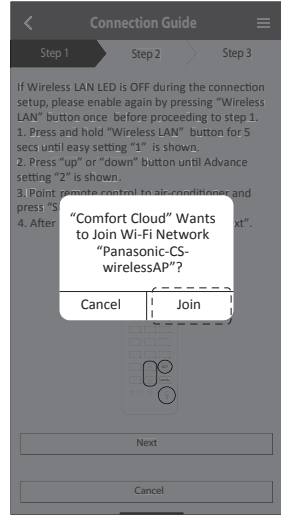 Connection Guide
Step 1
Step 2
Step 3
If Wireless LAN LED is OFF during the connection
setup, please enable again by pressing "Wireless
LAN" button once before proceeding to step 1.
1. Press and hold "Wireless LAN" button for 5
secs until easy setting "1" is shown.
2. Press "up" or "down" button until Advance
setting "2" is shown.
3. Point remote control to air-conditioner and
press "S
4. After xt".
"Comfort Cloud" Wants
to Join Wi-Fi Network
"Panasonic-CS-
wirelessAP"?
Cancel
Join
Next
Cancel